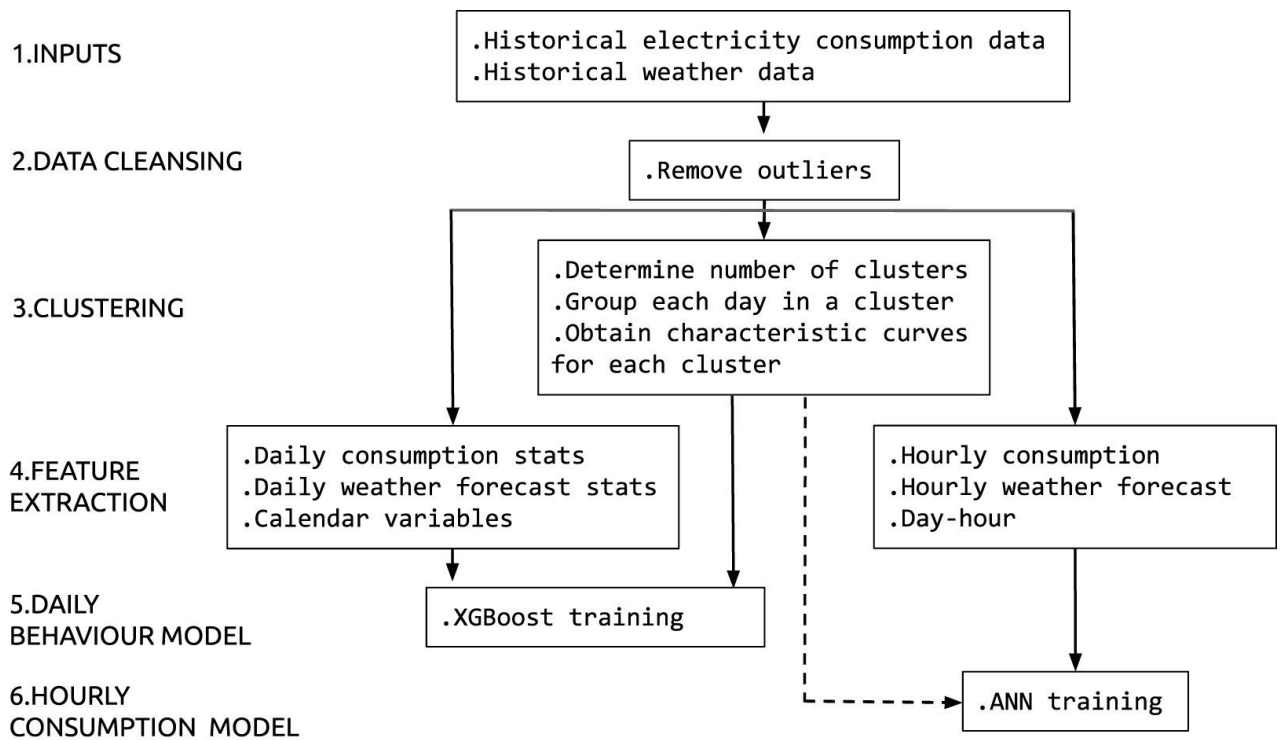 1.INPUTS
.Historical electricity consumption data
.Historical weather data
2.DATA CLEANSING
.Remove outliers
3.CLUSTERING
.Determine number of clusters
.Group each day in a cluster
.Obtain characteristic curves
for each cluster
4.FEATURE
EXTRACTION
.Daily consumption stats
.Daily weather forecast stats
.Calendar variables
.Hourly consumption
.Hourly weather forecast
.Day-hour
5.DAILY
BEHAVIOUR MODEL
.XGBoost training
6.HOURLY
CONSUMPTION MODEL
.ANN training